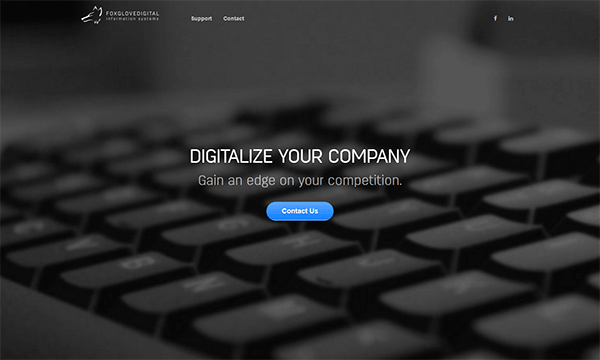 FOXGLOVEDIGITAL
information systems
Support
Contact
f
in
DIGITALIZE YOUR COMPANY
Gain an edge on your competition.
Contact Us